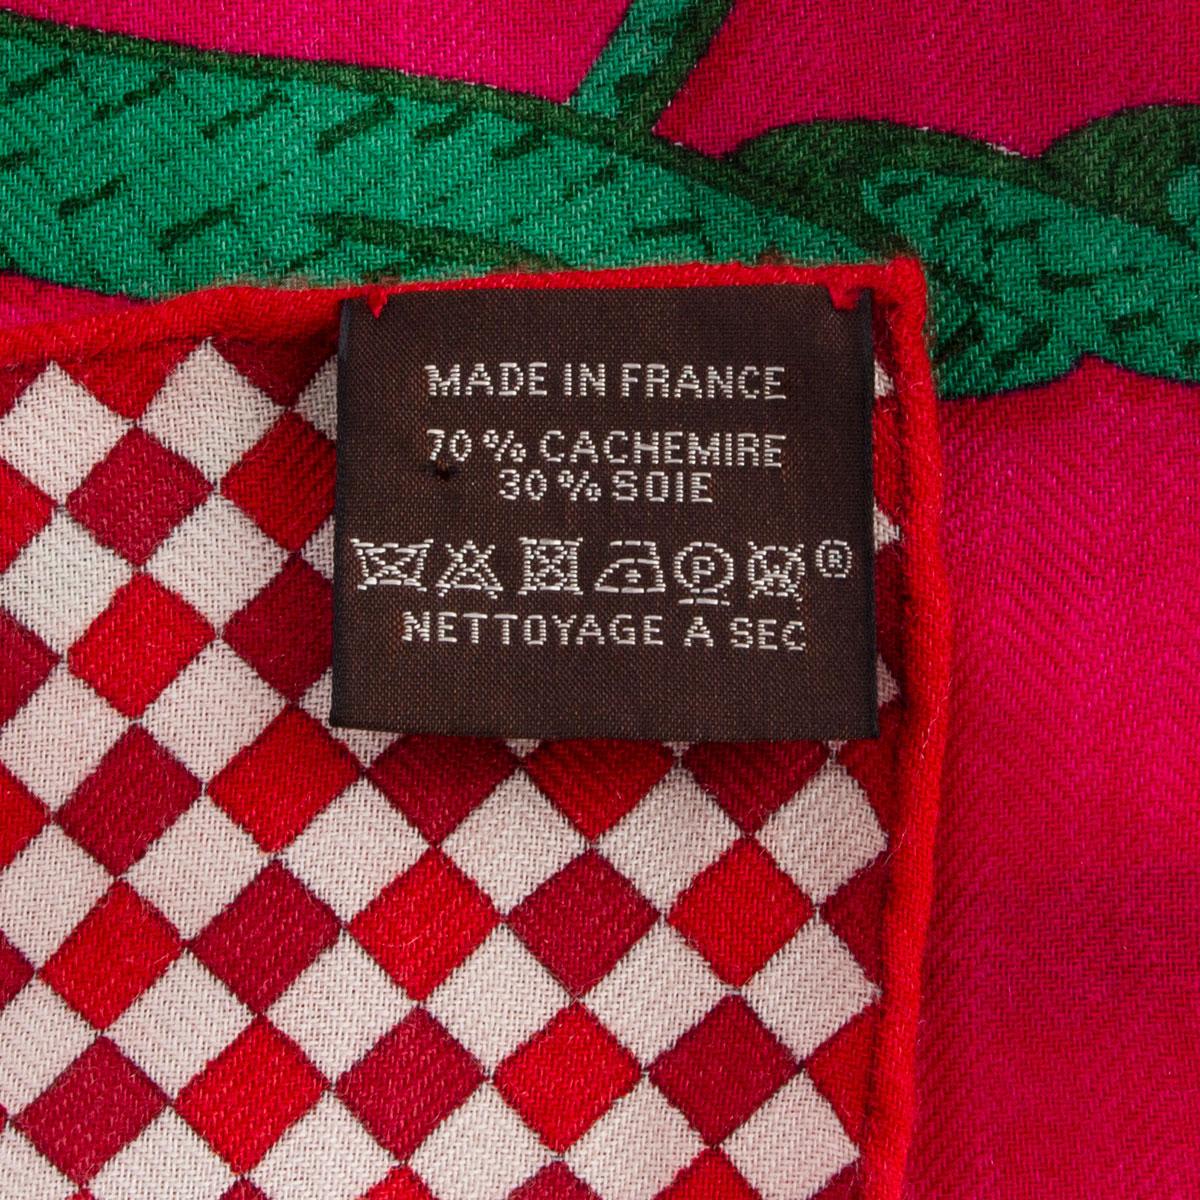 MADE IN FRANCE
70 % CACHEMIRE
30 % SOIE
P W ®
NETTOYAGE A SEC